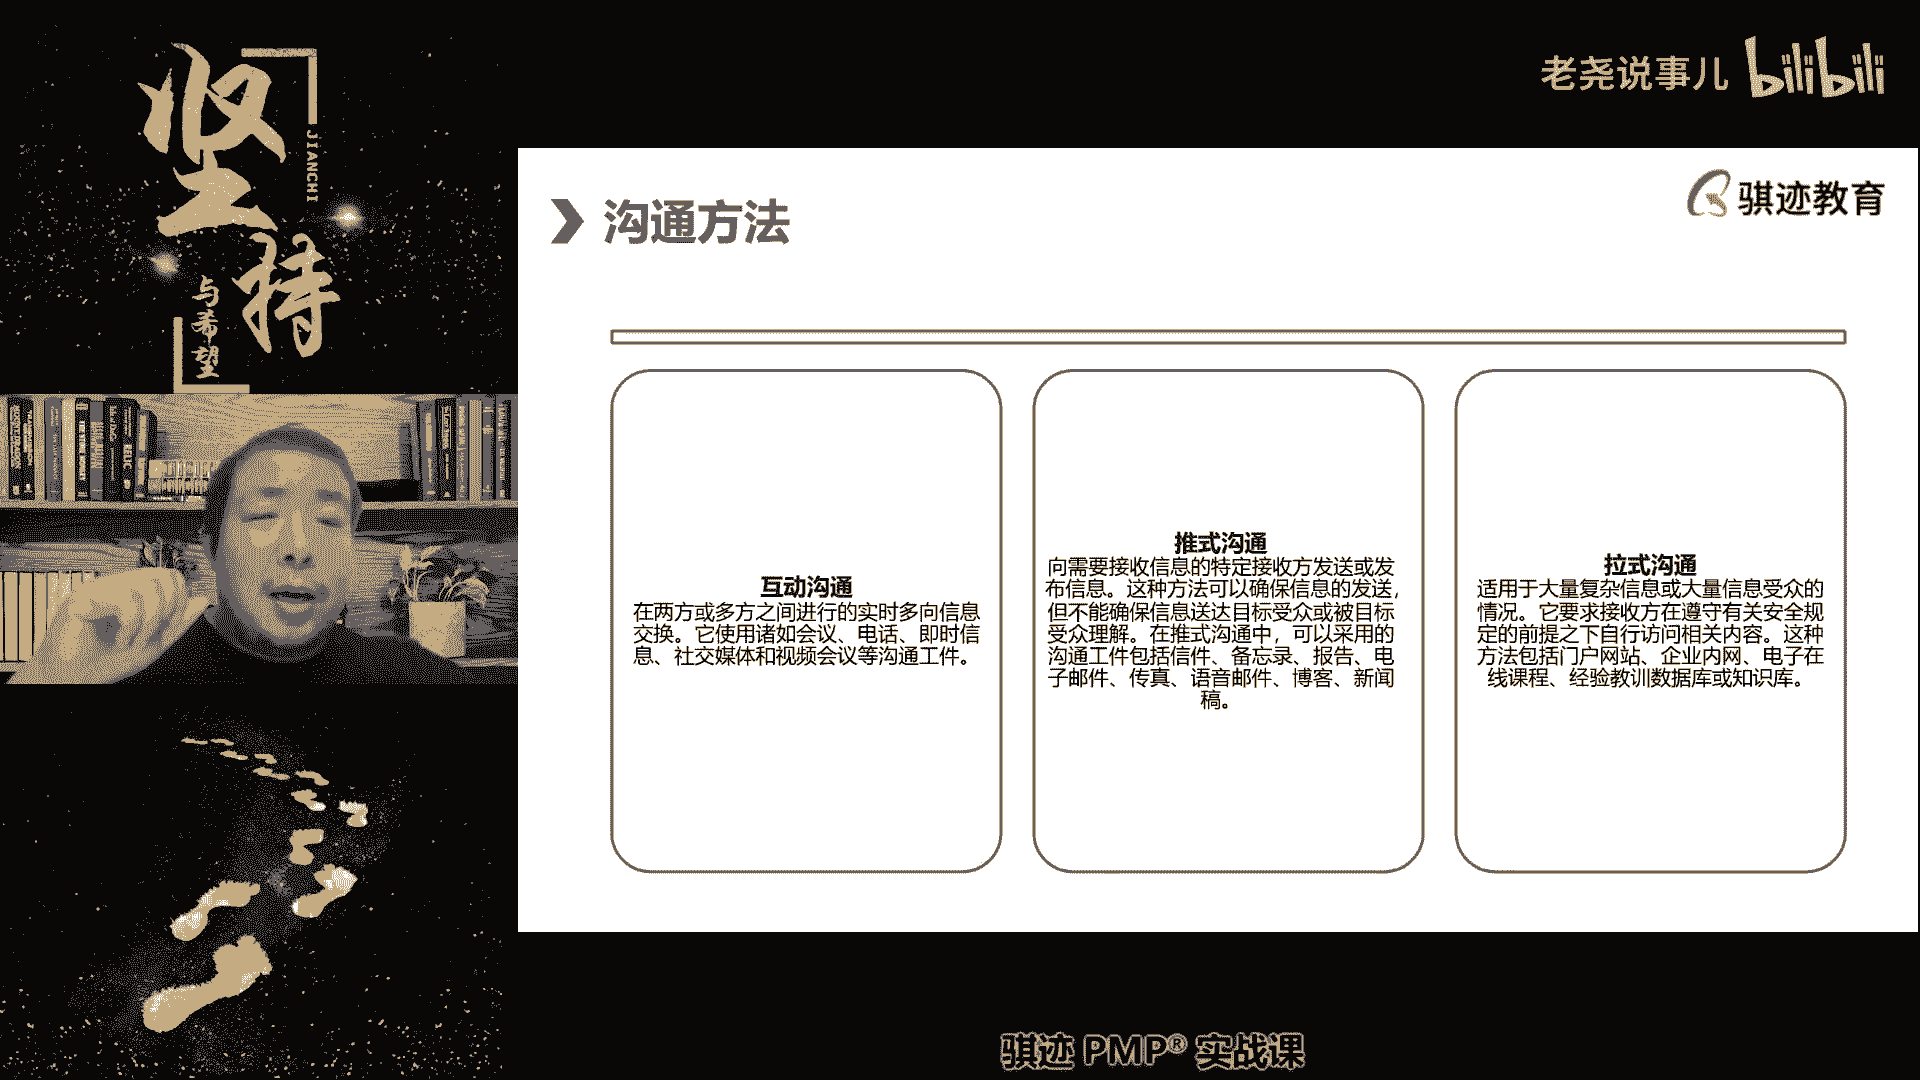 坚持
JIANCHI
与希望
老尧说事儿 bilibili
骐迹教育
沟通方法
互动沟通
在两方或多方之间进行的实时多向信息
交换。它使用诸如会议、电话、即时信
息、社交媒体和视频会议等沟通工件。
推式沟通
向需要接收信息的特定接收方发送或发
布信息。这种方法可以确保信息的发送,
但不能确保信息送达目标受众或被目标
受众理解。在推式沟通中，可以采用的
沟通工件包括信件、备忘录、报告、电
子邮件、传真、语音邮件、博客、新闻
稿。
拉式沟通
适用于大量复杂信息或大量信息受众的
情况。它要求接收方在遵守有关安全规
定的前提之下自行访问相关内容。这种
方法包括门户网站、企业内网、电子在
线课程、经验教训数据库或知识库。
骐迹 PMP® 实战课